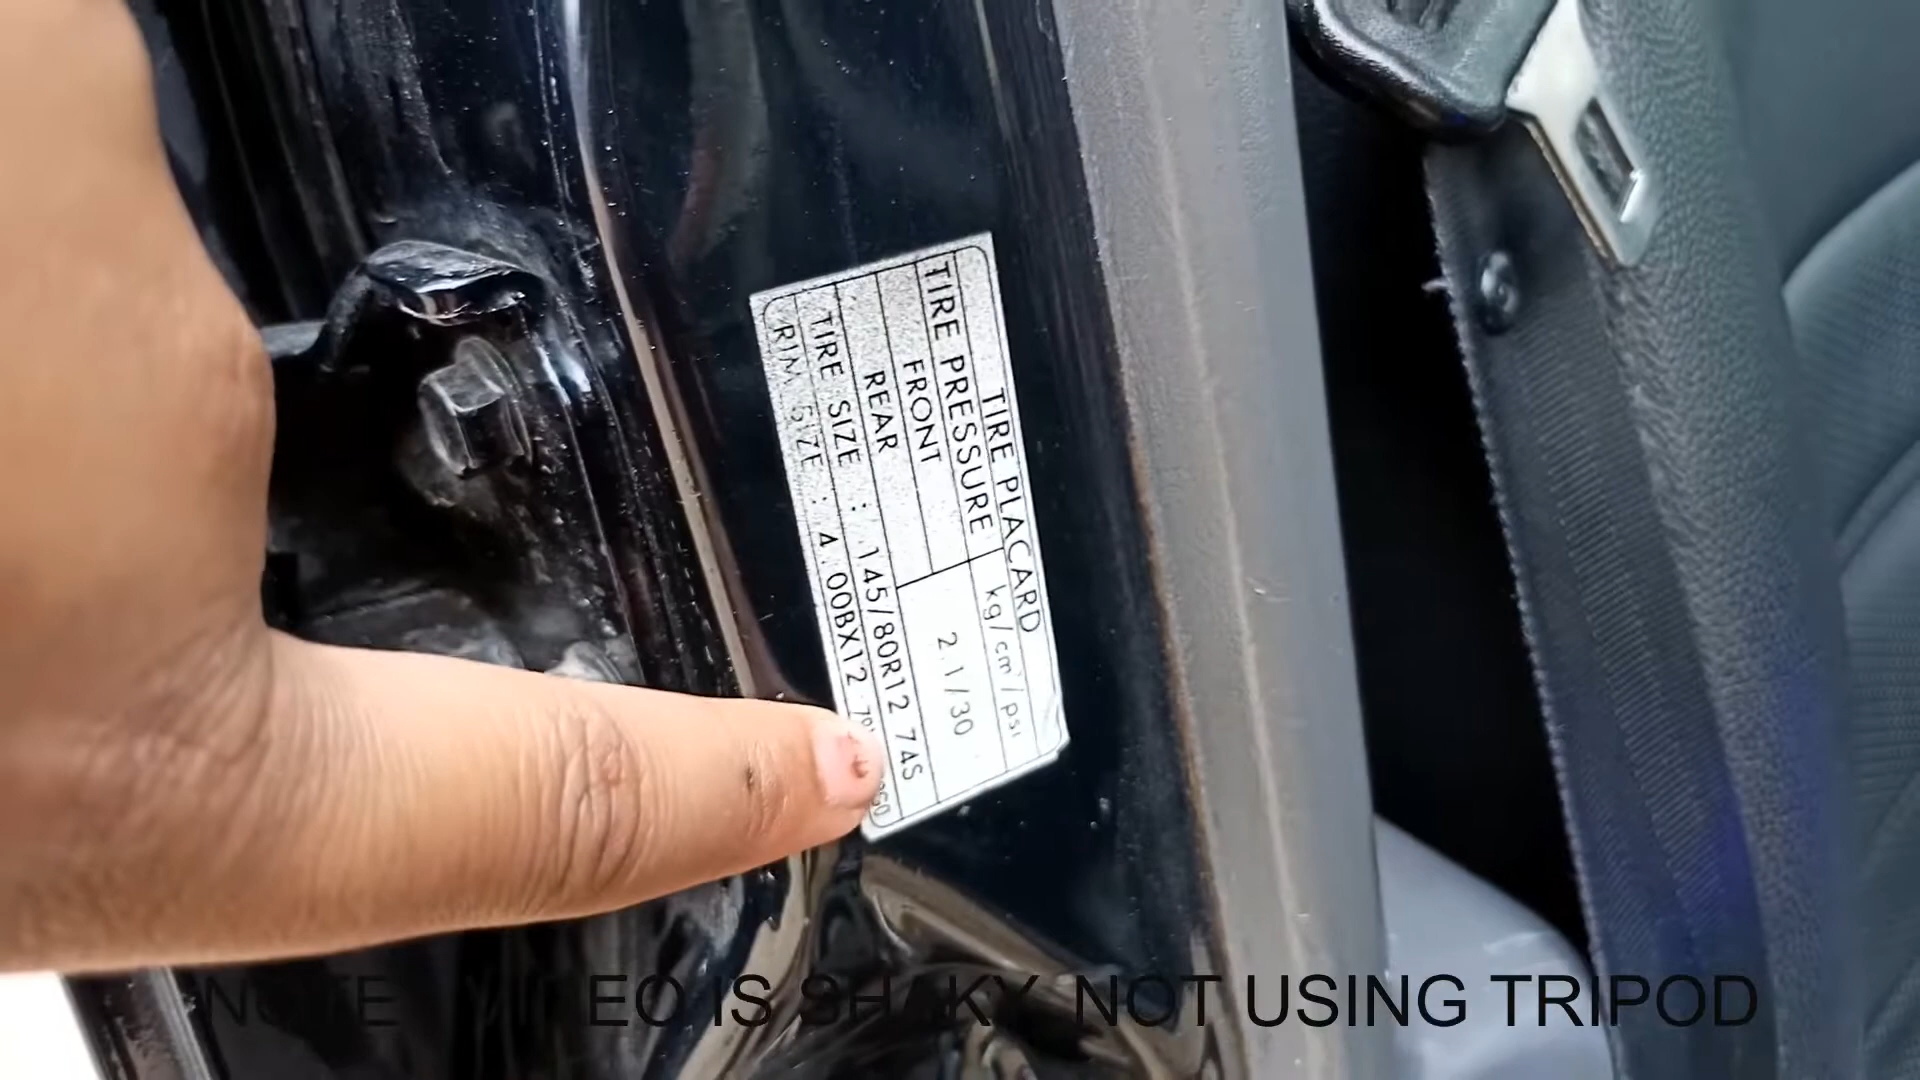 TIRE PLACARD
TIRE PRESSURE kg/cm²/psi
FRONT 2.1/30
REAR
TIRE SIZE : 145/80R12 74S
RIM SIZE : 4.00BX12
NOTE VIDEO IS SHAKY NOT USING TRIPOD